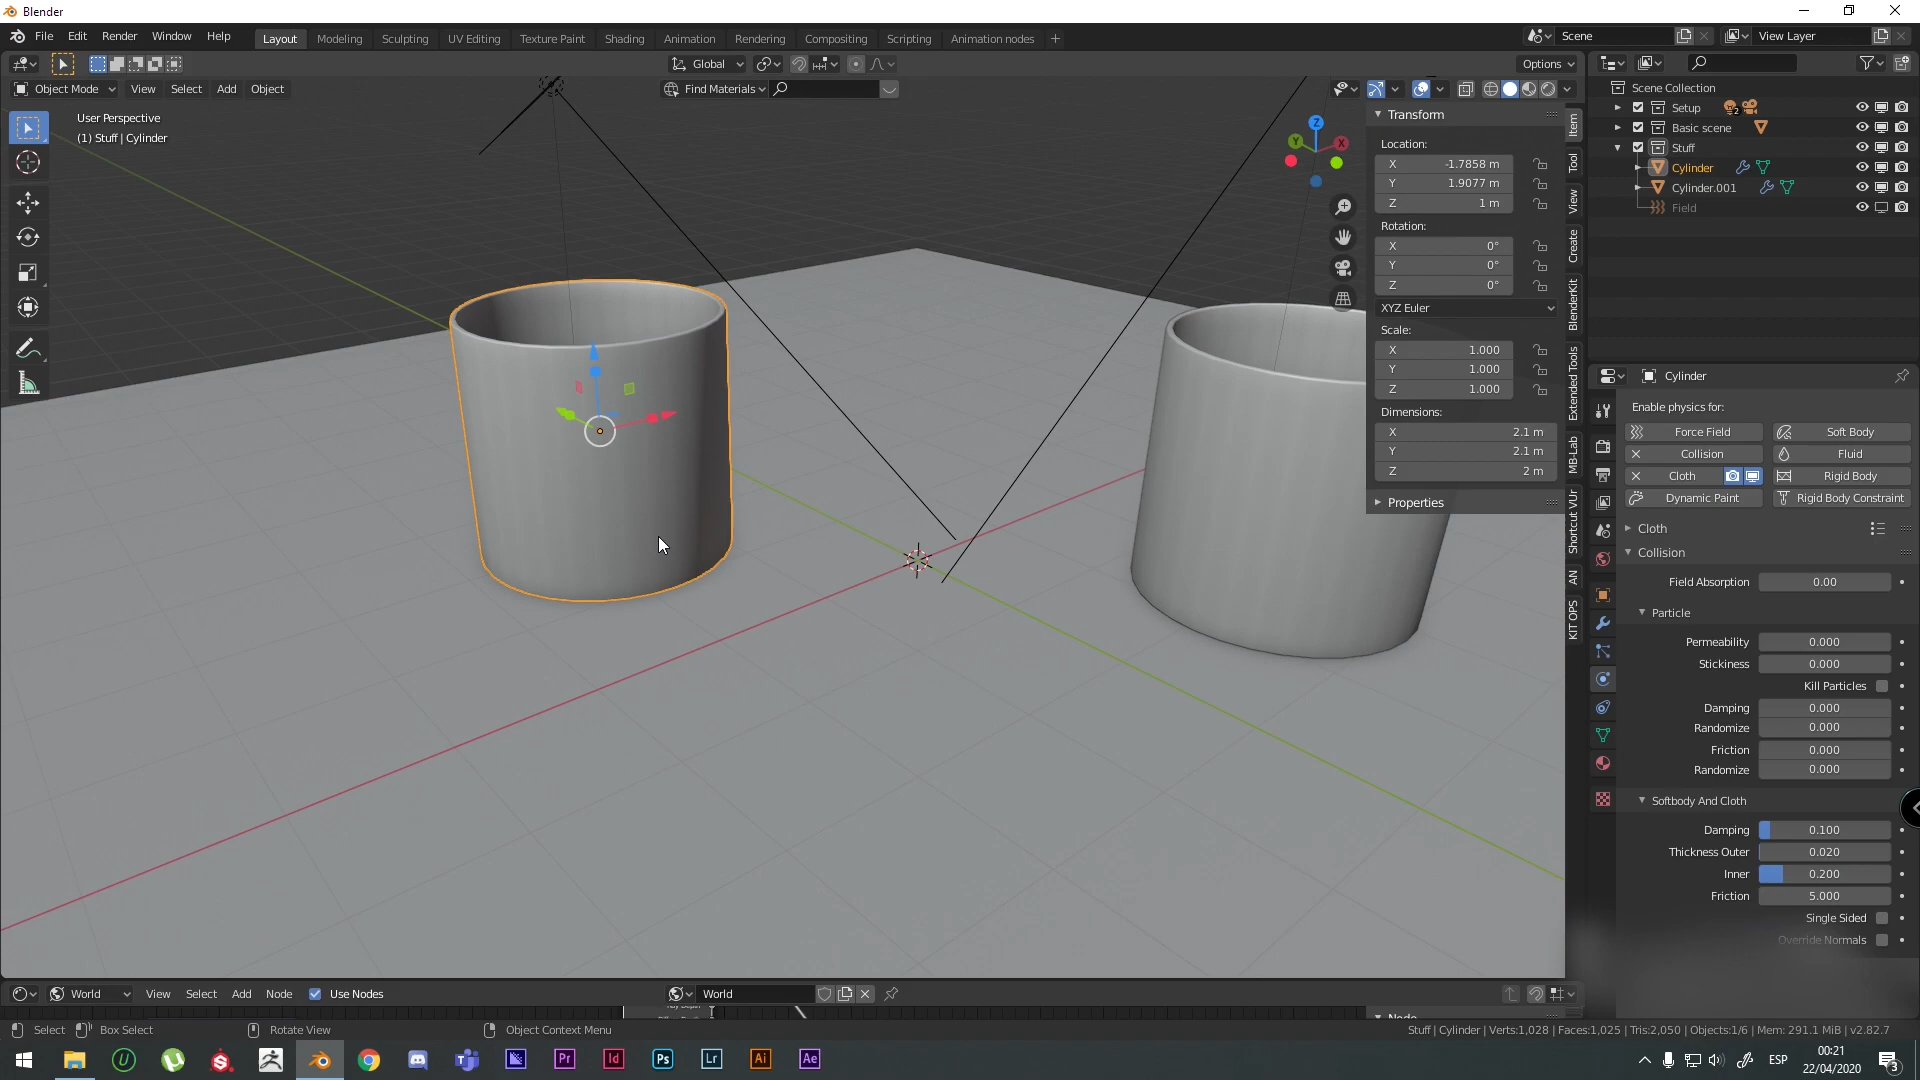 Blender
File Edit Render Window Help Layout Modeling Sculpting UV Editing Texture Paint Shading Animation Rendering Compositing Scripting Animation nodes + Scene View Layer
Global Options
Object Mode View Select Add Object Find Materials
User Perspective
(1) Stuff | Cylinder
Z
Y
X
Transform
Location:
X -1.7858 m
Y 1.9077 m
Z 1 m
Rotation:
X 0°
Y 0°
Z 0°
XYZ Euler
Scale:
X 1.000
Y 1.000
Z 1.000
Dimensions:
X 2.1 m
Y 2.1 m
Z 2 m
Properties
Item
Tool
View
Create
BlenderKit
Extended Tools
MB-Lab
Shortcut VUr
AN
KIT OPS
Scene Collection
Setup 2
Basic scene
Stuff
Cylinder
Cylinder.001
Field
Cylinder
Enable physics for:
Force Field Soft Body
Collision Fluid
Cloth Rigid Body
Dynamic Paint Rigid Body Constraint
Cloth
Collision
Field Absorption 0.00
Particle
Permeability 0.000
Stickiness 0.000
Kill Particles
Damping 0.000
Randomize 0.000
Friction 0.000
Randomize 0.000
Softbody And Cloth
Damping 0.100
Thickness Outer 0.020
Inner 0.200
Friction 5.000
Single Sided
Override Normals
World View Select Add Node Use Nodes World
Node
Select Box Select Rotate View Object Context Menu Stuff | Cylinder | Verts:1,028 | Faces:1,025 | Tris:2,050 | Objects:1/6 | Mem: 291.1 MiB | v2.82.7
Pr Id Ps Lr Ai Ae ESP
00:21
22/04/2020
3